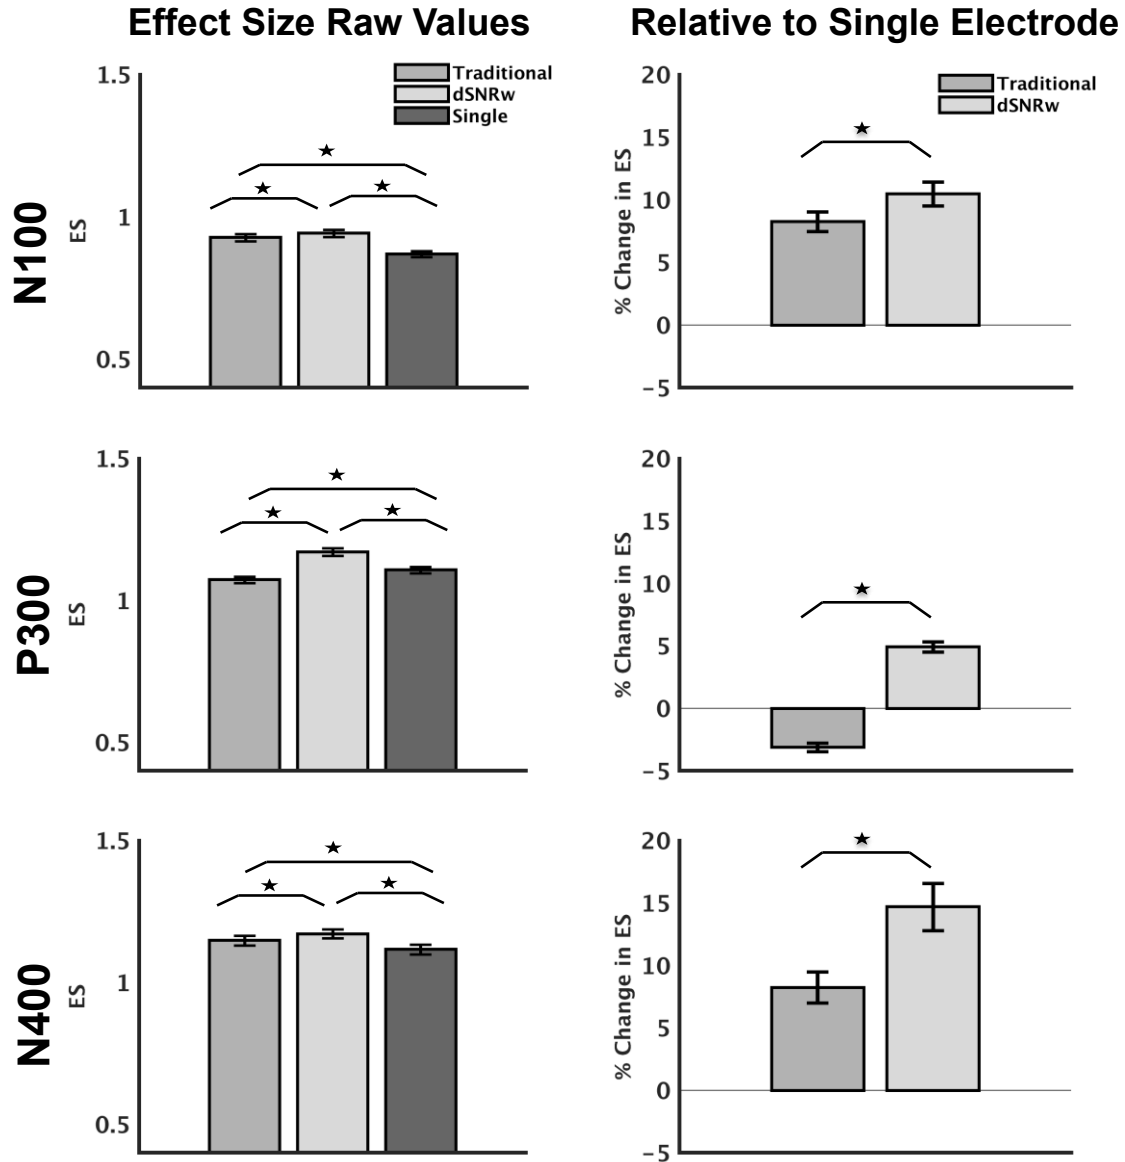 Effect Size Raw Values
Relative to Single Electrode
N100
ES
1.5
1
0.5
Traditional
dSNRw
Single
★
★ ★
% Change in ES
20
15
10
5
0
−5
Traditional
dSNRw
★
P300
ES
1.5
1
0.5
★
★ ★
% Change in ES
20
15
10
5
0
−5
★
N400
ES
1.5
1
0.5
★
★ ★
% Change in ES
20
15
10
5
0
−5
★